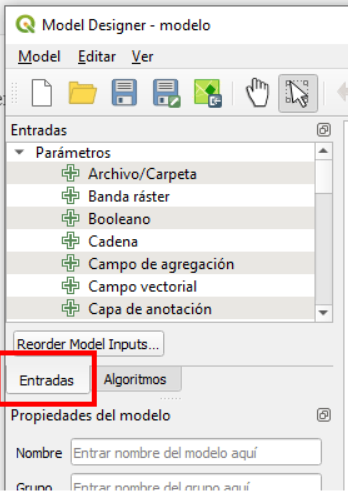 Model Designer - modelo
Model Editar Ver
Entradas
Parámetros
Archivo/Carpeta
Banda ráster
Booleano
Cadena
Campo de agregación
Campo vectorial
Capa de anotación
Reorder Model Inputs...
Entradas Algoritmos
Propiedades del modelo
Nombre Entrar nombre del modelo aquí
Grupo Entrar nombre del grupo aquí